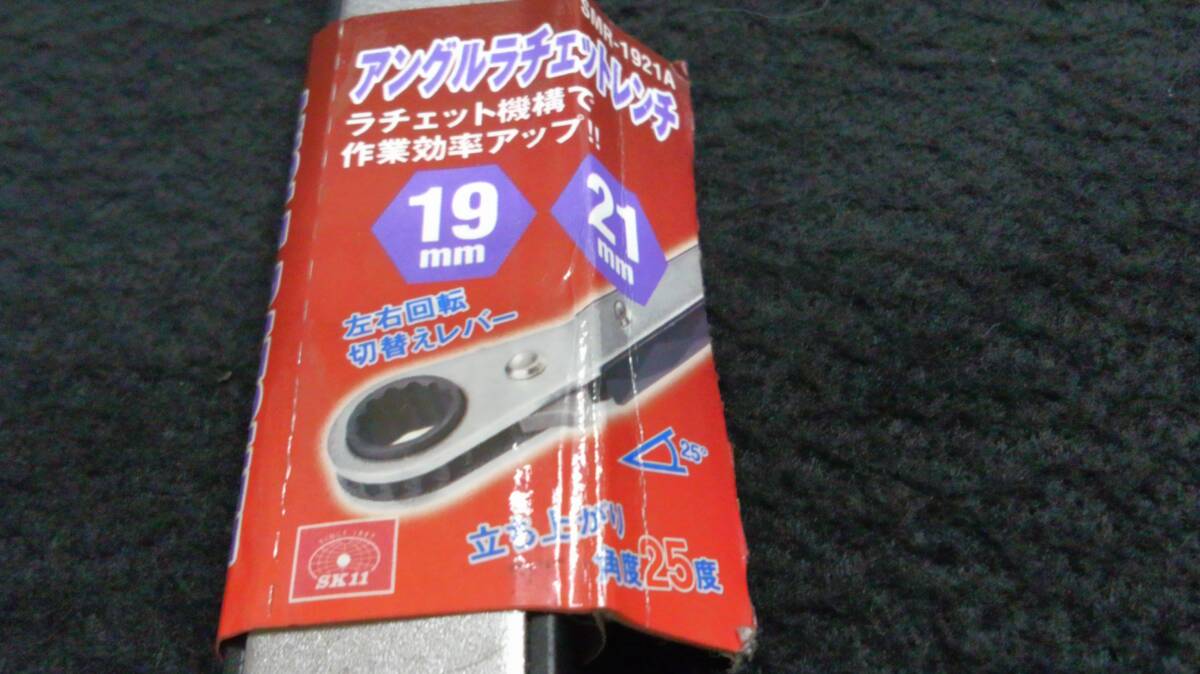 SMR-1921A
アングルラチェットレンチ
ラチェット機構で
作業効率アップ!!
19
mm
21
mm
左右回転
切替えレバー
25°
立ち上がり
角度25度
SINCE 1967
SK11